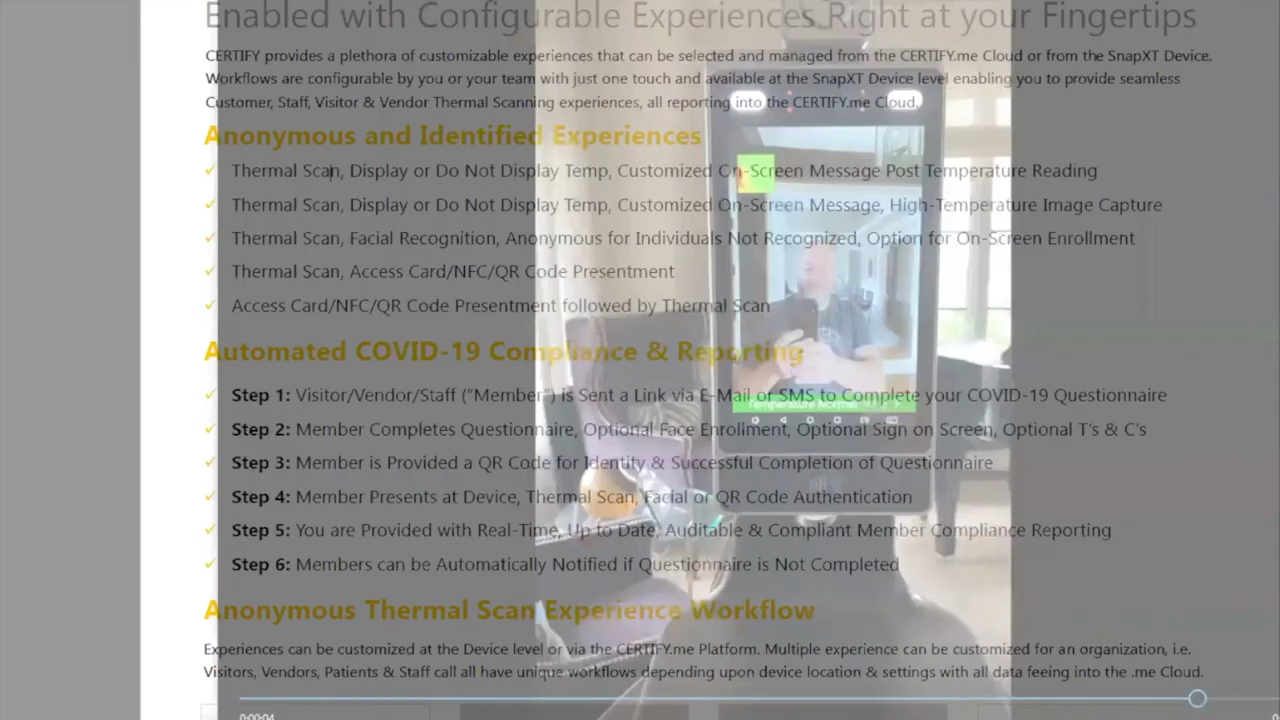 Enabled with Configurable Experiences Right at your Fingertips
CERTIFY provides a plethora of customizable experiences that can be selected and managed from the CERTIFY.me Cloud or from the SnapXT Device.
Workflows are configurable by you or your team with just one touch and available at the SnapXT Device level enabling you to provide seamless
Customer, Staff, Visitor & Vendor Thermal Scanning experiences, all reporting into the CERTIFY.me Cloud.
Anonymous and Identified Experiences
✓ Thermal Scan, Display or Do Not Display Temp, Customized On-Screen Message Post Temperature Reading
✓ Thermal Scan, Display or Do Not Display Temp, Customized On-Screen Message, High-Temperature Image Capture
✓ Thermal Scan, Facial Recognition, Anonymous for Individuals Not Recognized, Option for On-Screen Enrollment
✓ Thermal Scan, Access Card/NFC/QR Code Presentment
✓ Access Card/NFC/QR Code Presentment followed by Thermal Scan
Automated COVID-19 Compliance & Reporting
✓ Step 1: Visitor/Vendor/Staff (“Member”) is Sent a Link via E-Mail or SMS to Complete your COVID-19 Questionnaire
Temperature Normal
✓ Step 2: Member Completes Questionnaire, Optional Face Enrollment, Optional Sign on Screen, Optional T’s & C’s
✓ Step 3: Member is Provided a QR Code for Identity & Successful Completion of Questionnaire
✓ Step 4: Member Presents at Device, Thermal Scan, Facial or QR Code Authentication
✓ Step 5: You are Provided with Real-Time, Up to Date, Auditable & Compliant Member Compliance Reporting
✓ Step 6: Members can be Automatically Notified if Questionnaire is Not Completed
Anonymous Thermal Scan Experience Workflow
Experiences can be customized at the Device level or via the CERTIFY.me Platform. Multiple experience can be customized for an organization, i.e.
Visitors, Vendors, Patients & Staff call all have unique workflows depending upon device location & settings with all data feeing into the .me Cloud.
0:00:04